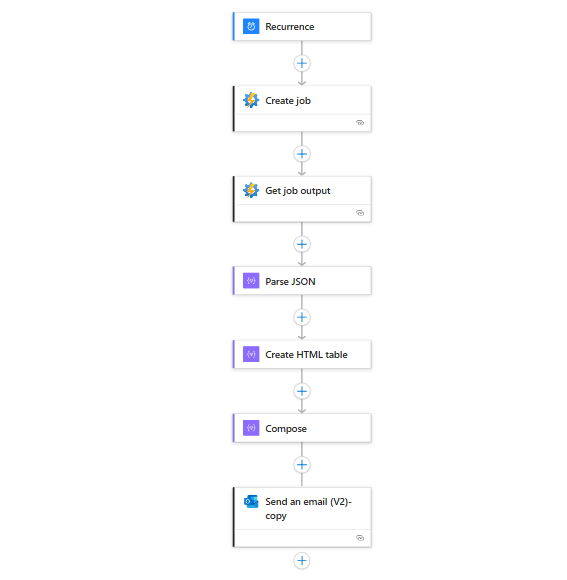 Recurrence
Create job
Get job output
Parse JSON
Create HTML table
Compose
Send an email (V2)-
copy